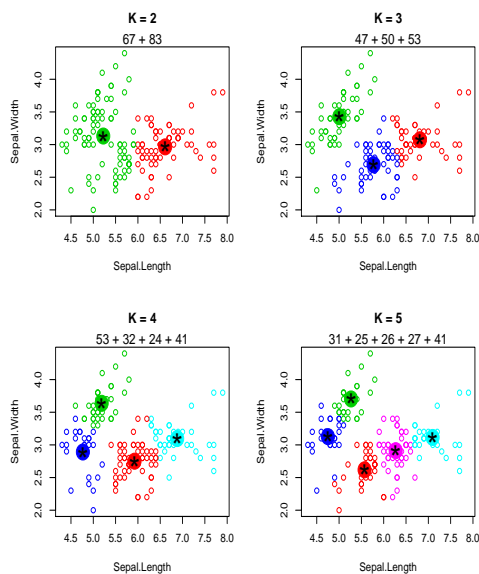 K = 2
67 + 83
Sepal.Width
2.0 2.5 3.0 3.5 4.0
4.5 5.0 5.5 6.0 6.5 7.0 7.5 8.0
Sepal.Length
K = 3
47 + 50 + 53
Sepal.Width
2.0 2.5 3.0 3.5 4.0
4.5 5.0 5.5 6.0 6.5 7.0 7.5 8.0
Sepal.Length
K = 4
53 + 32 + 24 + 41
Sepal.Width
2.0 2.5 3.0 3.5 4.0
4.5 5.0 5.5 6.0 6.5 7.0 7.5 8.0
Sepal.Length
K = 5
31 + 25 + 26 + 27 + 41
Sepal.Width
2.0 2.5 3.0 3.5 4.0
4.5 5.0 5.5 6.0 6.5 7.0 7.5 8.0
Sepal.Length